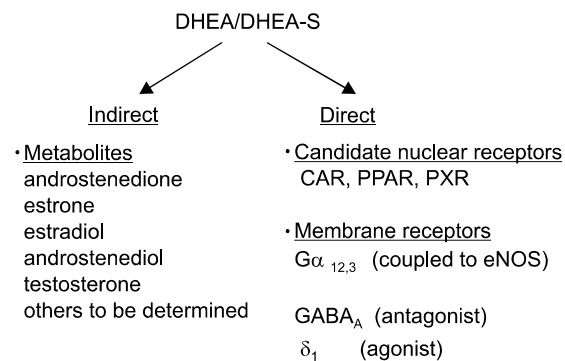 DHEA/DHEA-S
Indirect
· Metabolites
androstenedione
estrone
estradiol
androstenediol
testosterone
others to be determined
Direct
· Candidate nuclear receptors
CAR, PPAR, PXR
· Membrane receptors
Gα 12,3 (coupled to eNOS)
GABAA (antagonist)
δ1 (agonist)